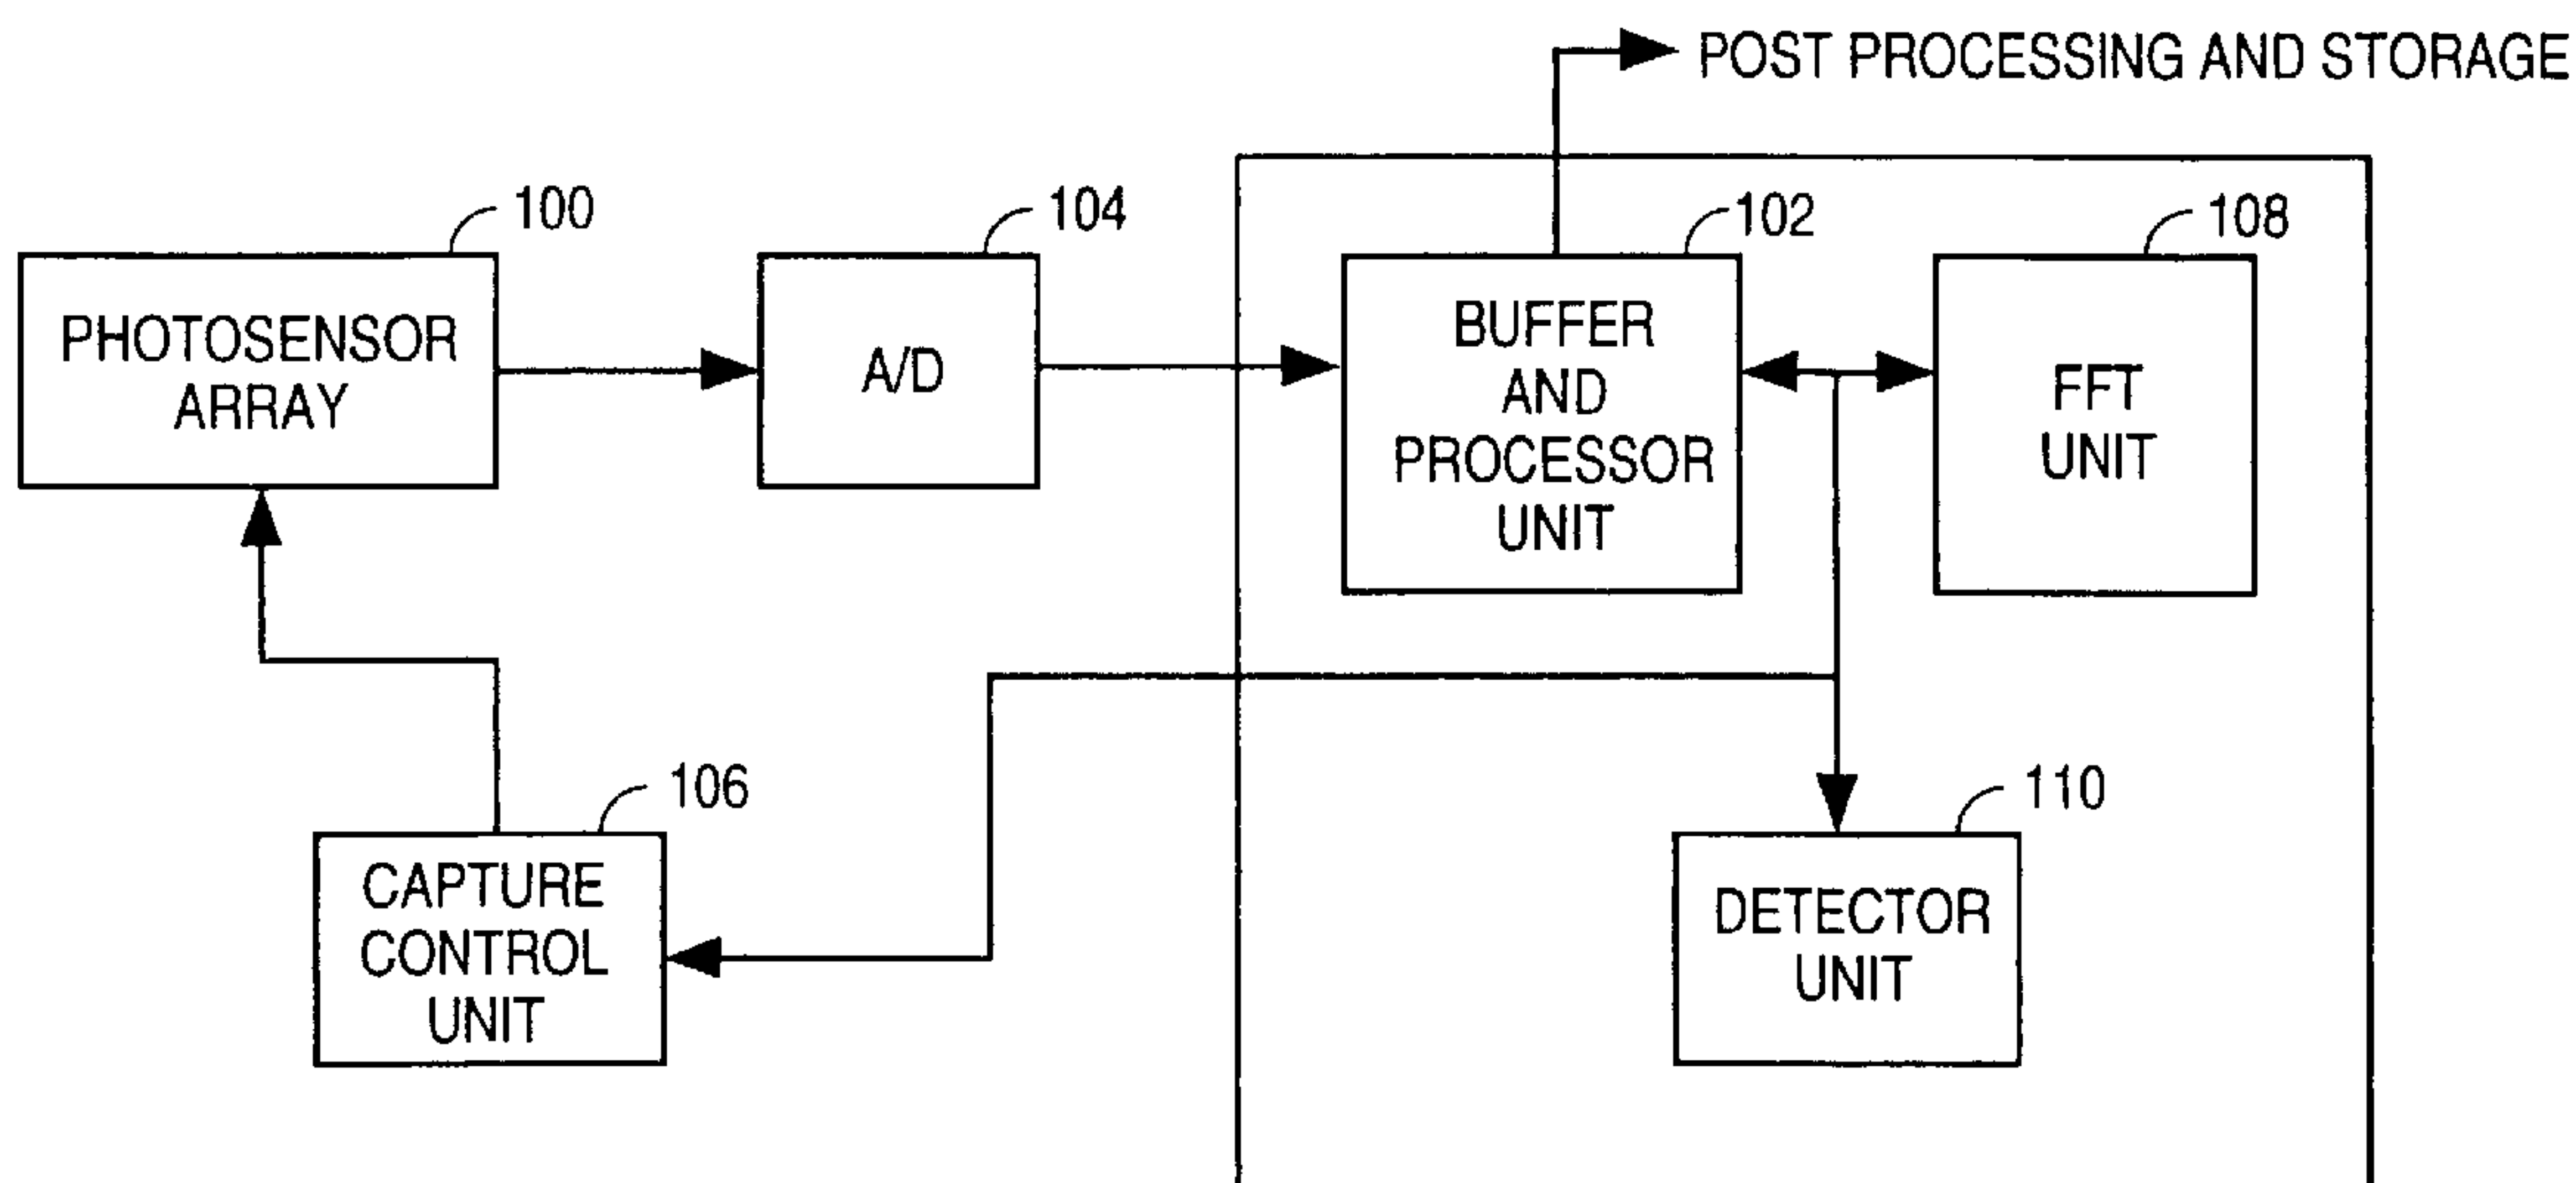 POST PROCESSING AND STORAGE
100
104
102
108
PHOTOSENSOR
ARRAY
A/D
BUFFER
AND
PROCESSOR
UNIT
FFT
UNIT
106
110
CAPTURE
CONTROL
UNIT
DETECTOR
UNIT